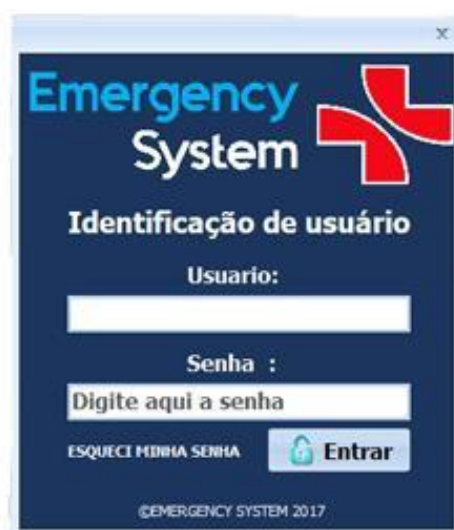 Emergency
System
Identificação de usuário
Usuario:
Senha :
Digite aqui a senha
ESQUECI MINHA SENHA
Entrar
©EMERGENCY SYSTEM 2017